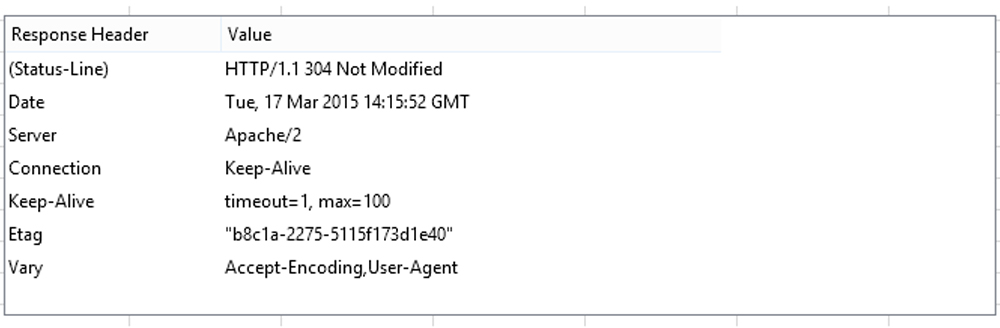 Response Header Value
(Status-Line) HTTP/1.1 304 Not Modified
Date Tue, 17 Mar 2015 14:15:52 GMT
Server Apache/2
Connection Keep-Alive
Keep-Alive timeout=1, max=100
Etag "b8c1a-2275-5115f173d1e40"
Vary Accept-Encoding,User-Agent